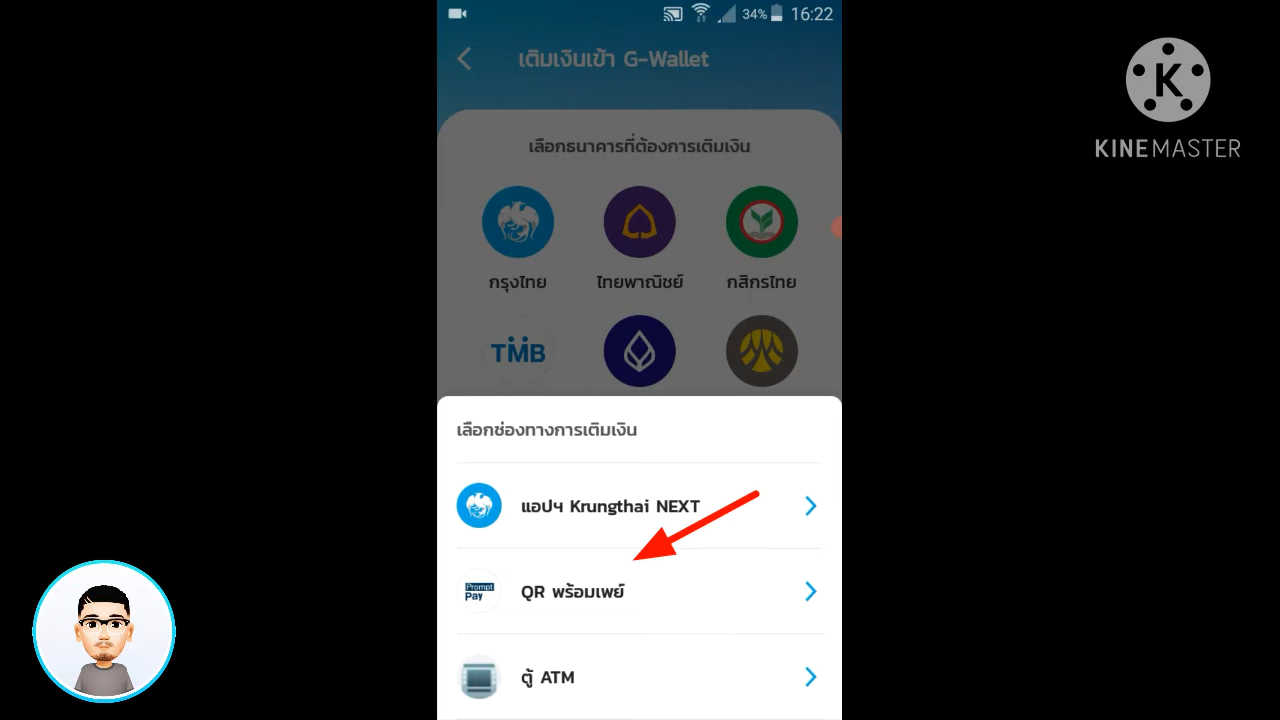 34% 16:22
เติมเงินเข้า G-Wallet
K
KINEMASTER
เลือกธนาคารที่ต้องการเติมเงิน
กรุงไทย ไทยพาณิชย์ กสิกรไทย
TMB
เลือกช่องทางการเติมเงิน
แอปฯ Krungthai NEXT
Prompt
Pay
QR พร้อมเพย์
ตู้ ATM